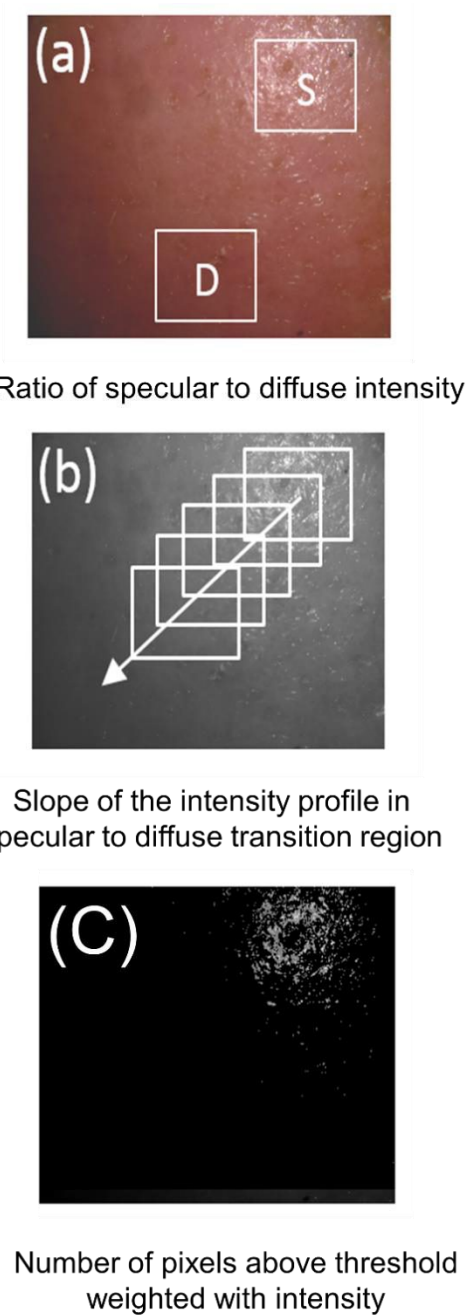 (a)
S
D
Ratio of specular to diffuse intensity
(b)
Slope of the intensity profile in
pecular to diffuse transition region
(C)
Number of pixels above threshold
weighted with intensity